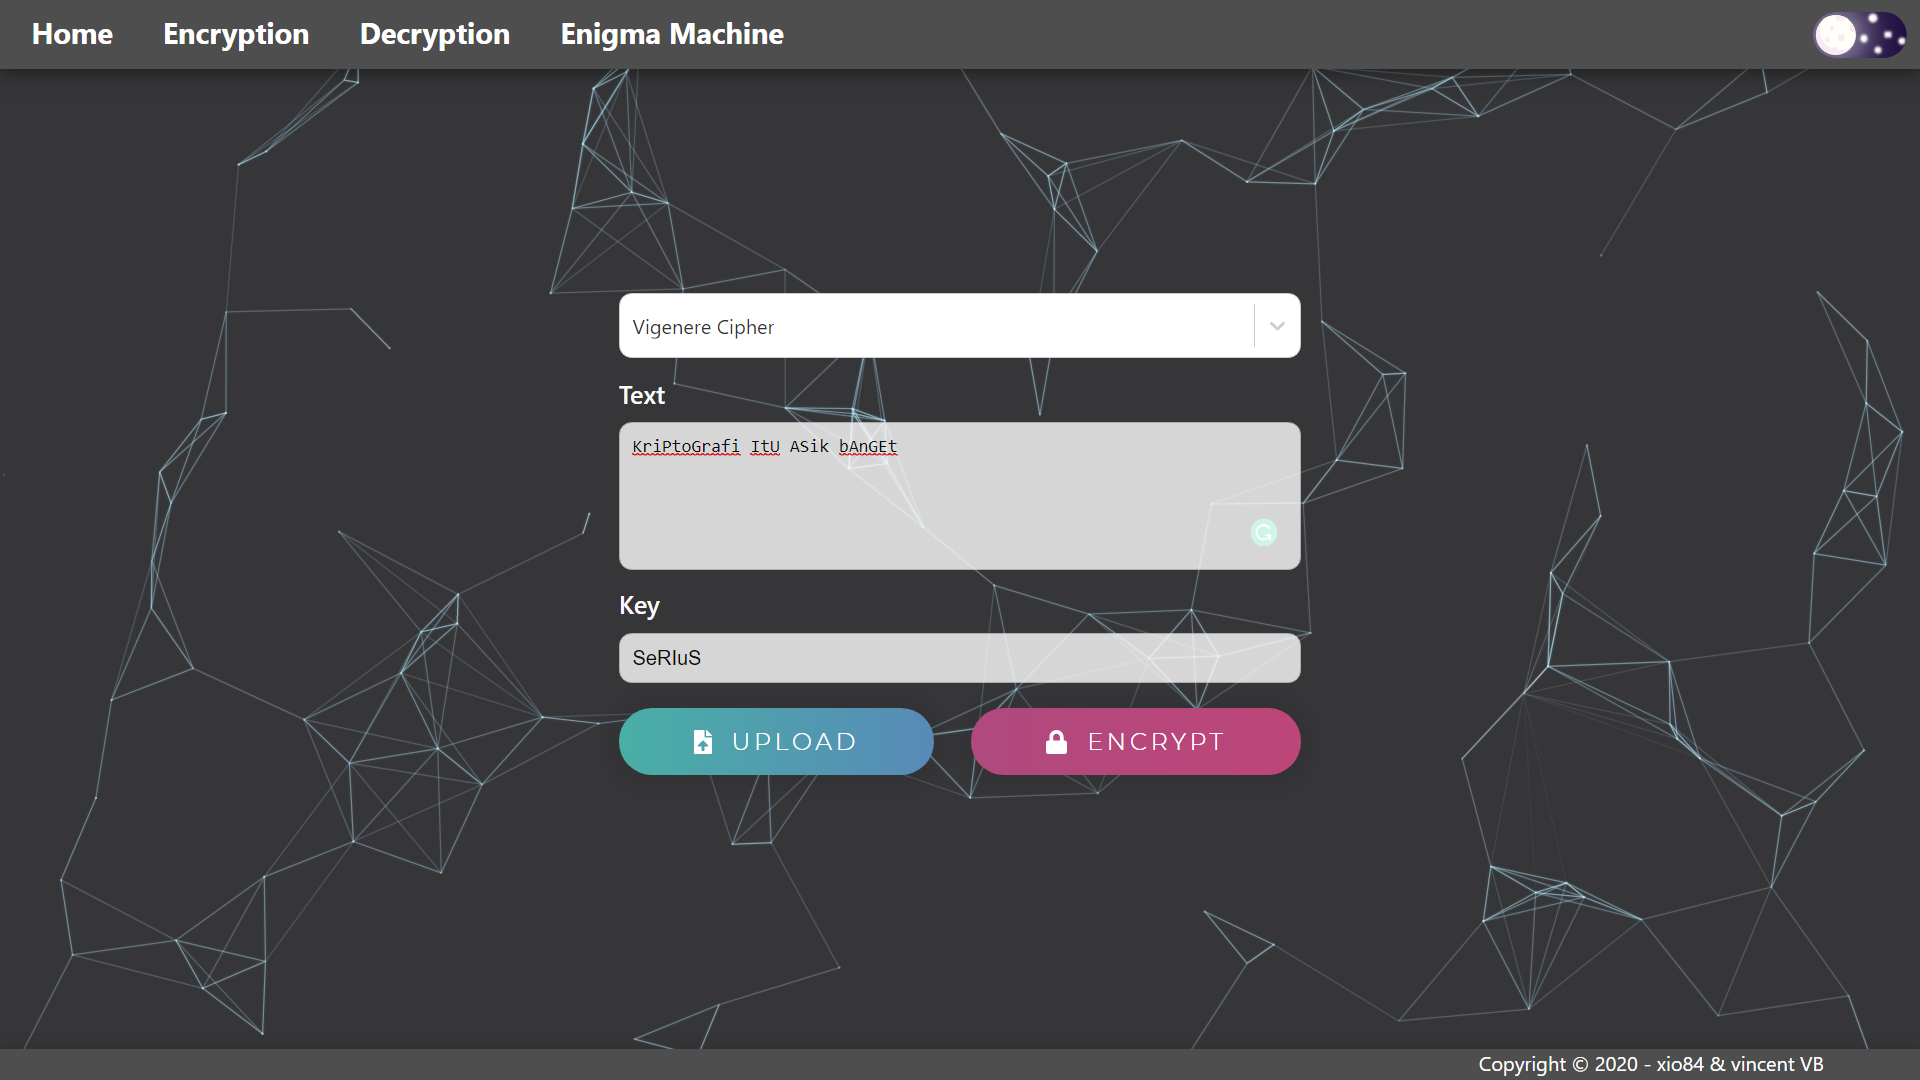 Home Encryption Decryption Enigma Machine
Vigenere Cipher
Text
KriPtoGrafi ItU ASik bAnGEt
G
Key
SeRIuS
UPLOAD ENCRYPT
Copyright © 2020 - xio84 & vincent VB